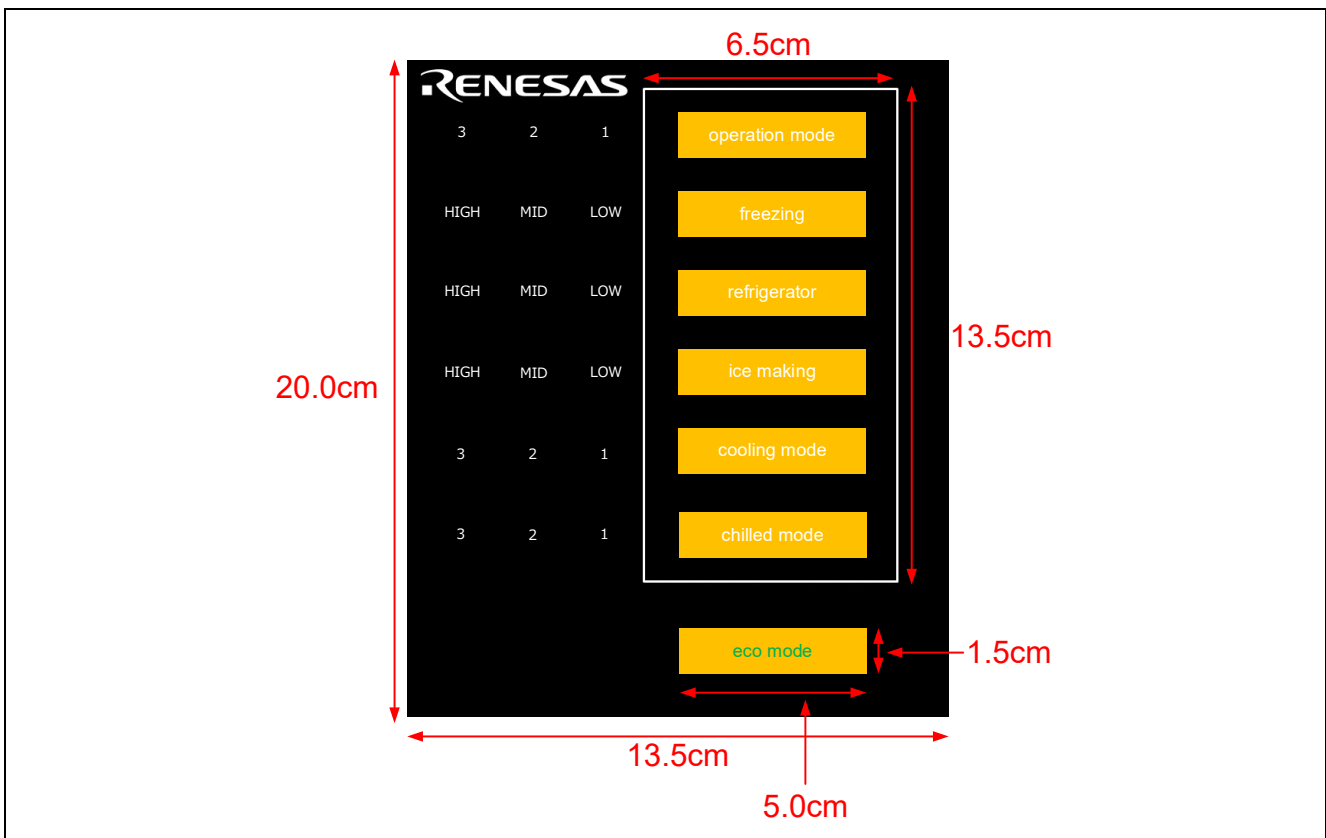 6.5cm
RENESAS
3 2 1 operation mode
HIGH MID LOW freezing
HIGH MID LOW refrigerator
13.5cm
HIGH MID LOW ice making
20.0cm
3 2 1 cooling mode
3 2 1 chilled mode
eco mode
1.5cm
13.5cm
5.0cm